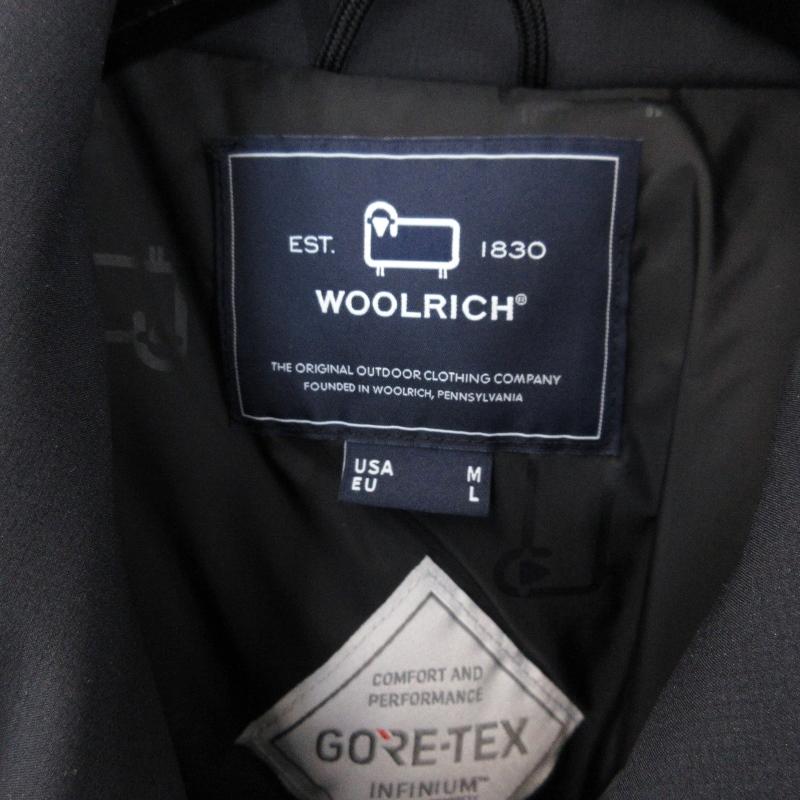 EST. 1830
WOOLRICH®
THE ORIGINAL OUTDOOR CLOTHING COMPANY
FOUNDED IN WOOLRICH, PENNSYLVANIA
USA M
EU L
COMFORT AND
PERFORMANCE
GORE-TEX
INFINIUM™